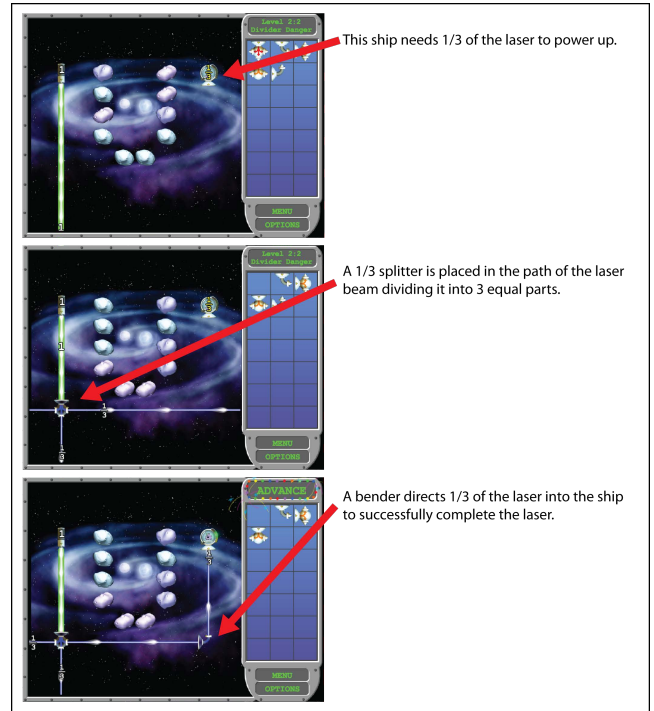 Level 2:2
Divider Danger
This ship needs 1/3 of the laser to power up.
1
1
3
MENU
OPTIONS
Level 2:2
Divider Danger
A 1/3 splitter is placed in the path of the laser
beam dividing it into 3 equal parts.
1
1
1
3
MENU
OPTIONS
ADVANCE
A bender directs 1/3 of the laser into the ship
to successfully complete the laser.
1
1
3
1
3
MENU
OPTIONS